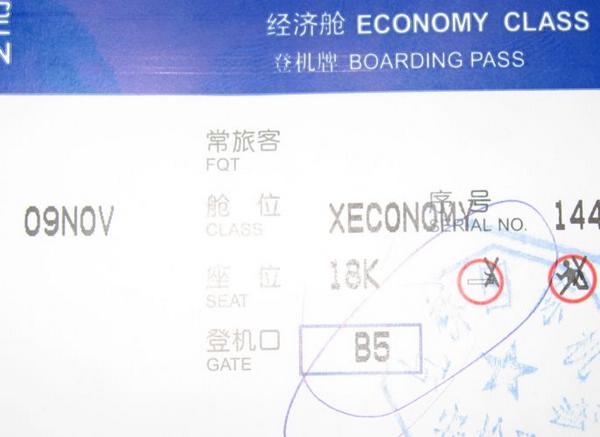 经济舱 ECONOMY CLASS
登机牌 BOARDING PASS
常旅客
FQT
09NOV
舱 位 XECONOMY 序 号 144
CLASS SERIAL NO.
座 位 18K
SEAT
登机口 B5
GATE